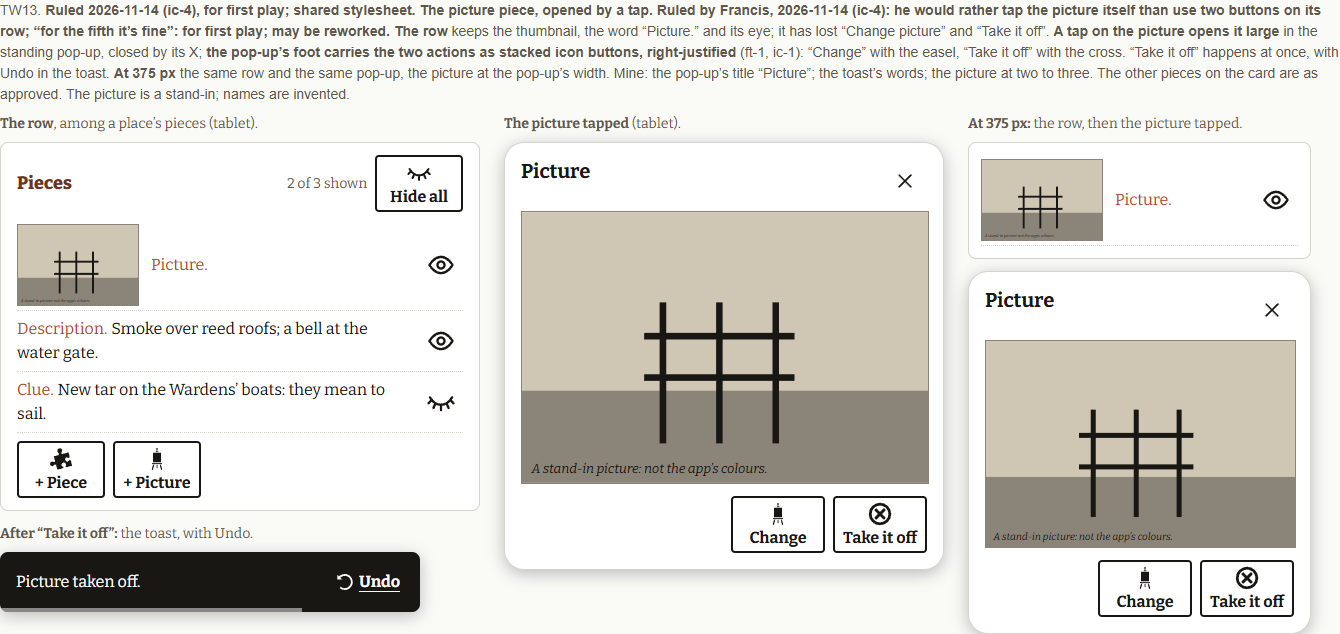 TW13. Ruled 2026-11-14 (ic-4), for first play; shared stylesheet. The picture piece, opened by a tap. Ruled by Francis, 2026-11-14 (ic-4): he would rather tap the picture itself than use two buttons on its
row; “for the fifth it’s fine”: for first play; may be reworked. The row keeps the thumbnail, the word “Picture.” and its eye; it has lost “Change picture” and “Take it off”. A tap on the picture opens it large in the
standing pop-up, closed by its X; the pop-up’s foot carries the two actions as stacked icon buttons, right-justified (ft-1, ic-1): “Change” with the easel, “Take it off” with the cross. “Take it off” happens at once, with
Undo in the toast. At 375 px the same row and the same pop-up, the picture at the pop-up’s width. Mine: the pop-up’s title “Picture”; the toast’s words; the picture at two to three. The other pieces on the card are as
approved. The picture is a stand-in; names are invented.
The row, among a place’s pieces (tablet).
Pieces
2 of 3 shown
Hide all
Picture.
Description. Smoke over reed roofs; a bell at the
water gate.
Clue. New tar on the Wardens’ boats: they mean to
sail.
+ Piece
+ Picture
After “Take it off”: the toast, with Undo.
Picture taken off.
Undo
The picture tapped (tablet).
Picture
A stand-in picture: not the app’s colours.
Change
Take it off
At 375 px: the row, then the picture tapped.
Picture.
Picture
A stand-in picture: not the app’s colours.
Change
Take it off